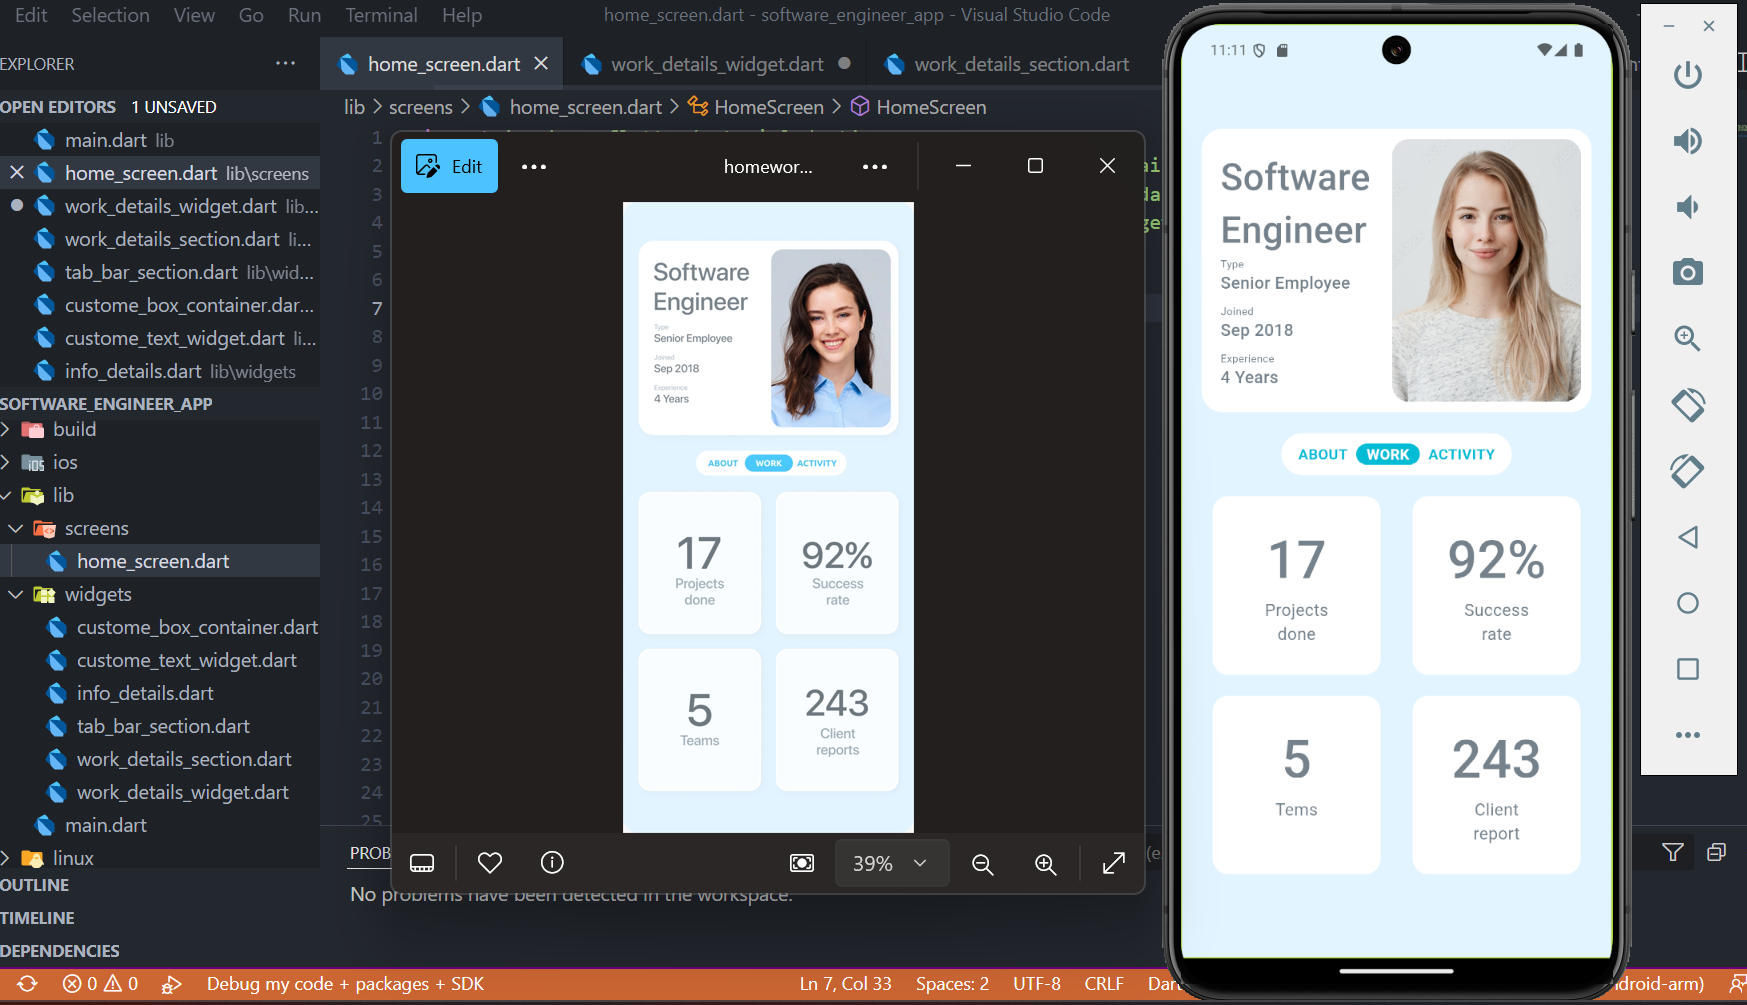 Edit Selection View Go Run Terminal Help
home_screen.dart - software_engineer_app - Visual Studio Code
EXPLORER
OPEN EDITORS 1 UNSAVED
main.dart lib
home_screen.dart lib\screens
work_details_widget.dart lib...
work_details_section.dart li...
tab_bar_section.dart lib\wid...
custome_box_container.dar...
custome_text_widget.dart li...
info_details.dart lib\widgets
SOFTWARE_ENGINEER_APP
build
ios
lib
screens
home_screen.dart
widgets
custome_box_container.dart
custome_text_widget.dart
info_details.dart
tab_bar_section.dart
work_details_section.dart
work_details_widget.dart
main.dart
linux
OUTLINE
TIMELINE
DEPENDENCIES
home_screen.dart
work_details_widget.dart
work_details_section.dart
lib > screens > home_screen.dart > HomeScreen > HomeScreen
1
2
3
4
5
6
7
8
9
10
11
12
13
14
15
16
17
18
19
20
21
22
23
24
25
Edit
homewor...
Software
Engineer
Type
Senior Employee
Joined
Sep 2018
Experience
4 Years
ABOUT WORK ACTIVITY
17
Projects
done
92%
Success
rate
5
Teams
243
Client
reports
39%
PROB
No problems have been detected in the workspace.
11:11
Software
Engineer
Type
Senior Employee
Joined
Sep 2018
Experience
4 Years
ABOUT WORK ACTIVITY
17
Projects
done
92%
Success
rate
5
Tems
243
Client
report
0 0 Debug my code + packages + SDK
Ln 7, Col 33 Spaces: 2 UTF-8 CRLF Dart
droid-arm)